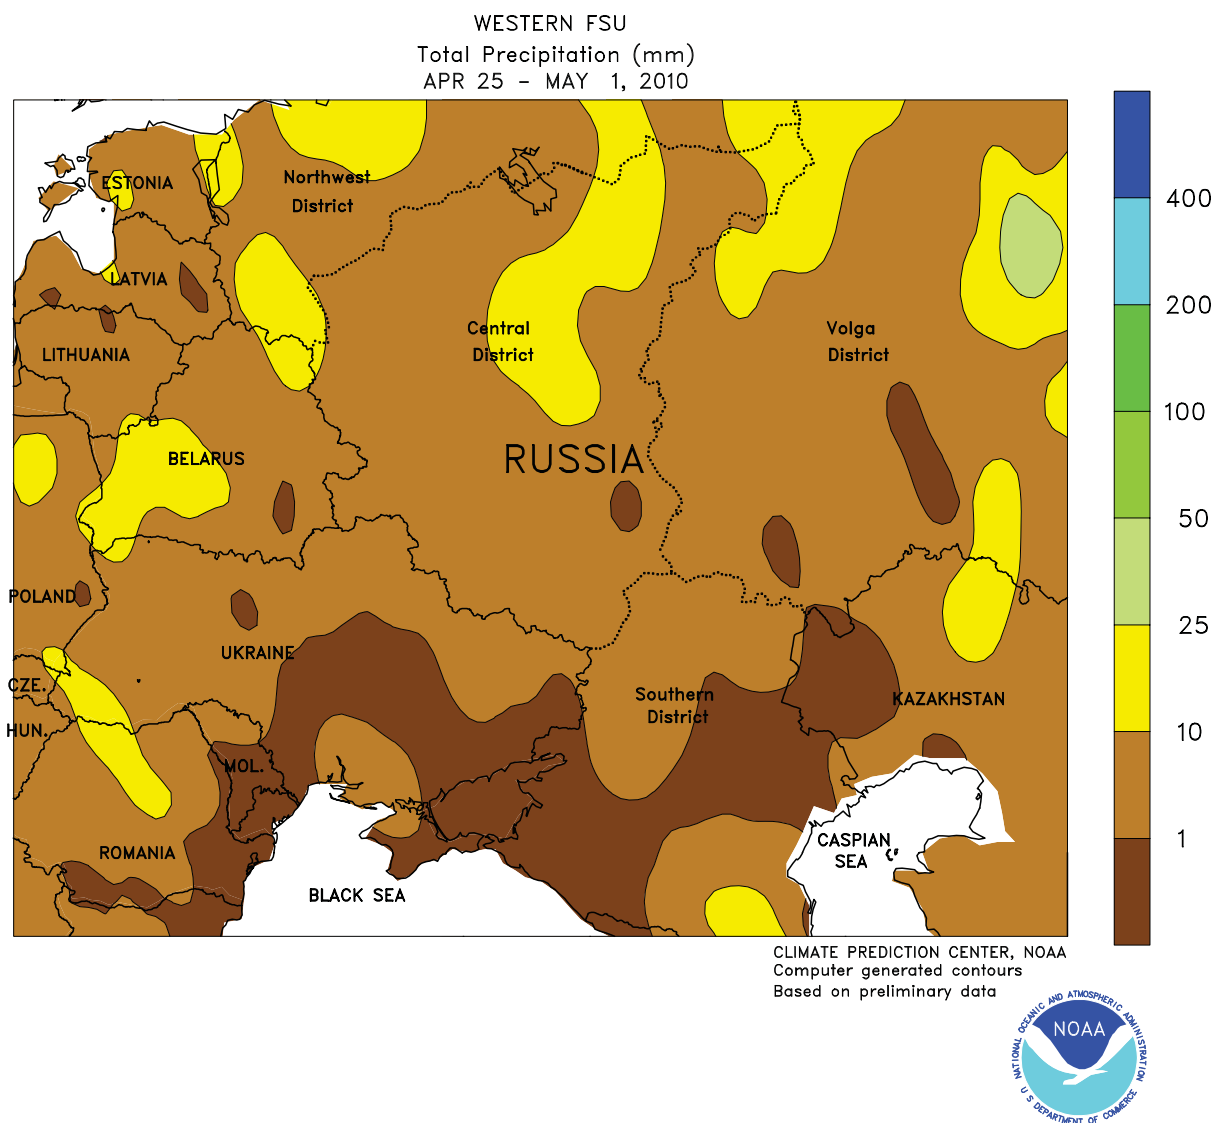 WESTERN FSU
Total Precipitation (mm)
APR 25 - MAY 1, 2010
ESTONIA
Northwest
District
LATVIA
LITHUANIA
Central
District
Volga
District
BELARUS
RUSSIA
POLAND
UKRAINE
CZE.
Southern
District
KAZAKHSTAN
HUN.
MOL.
ROMANIA
CASPIAN
SEA
BLACK SEA
400
200
100
50
25
10
1
CLIMATE PREDICTION CENTER, NOAA
Computer generated contours
Based on preliminary data
NATIONAL OCEANIC AND ATMOSPHERIC ADMINISTRATION
NOAA
U S DEPARTMENT OF COMMERCE